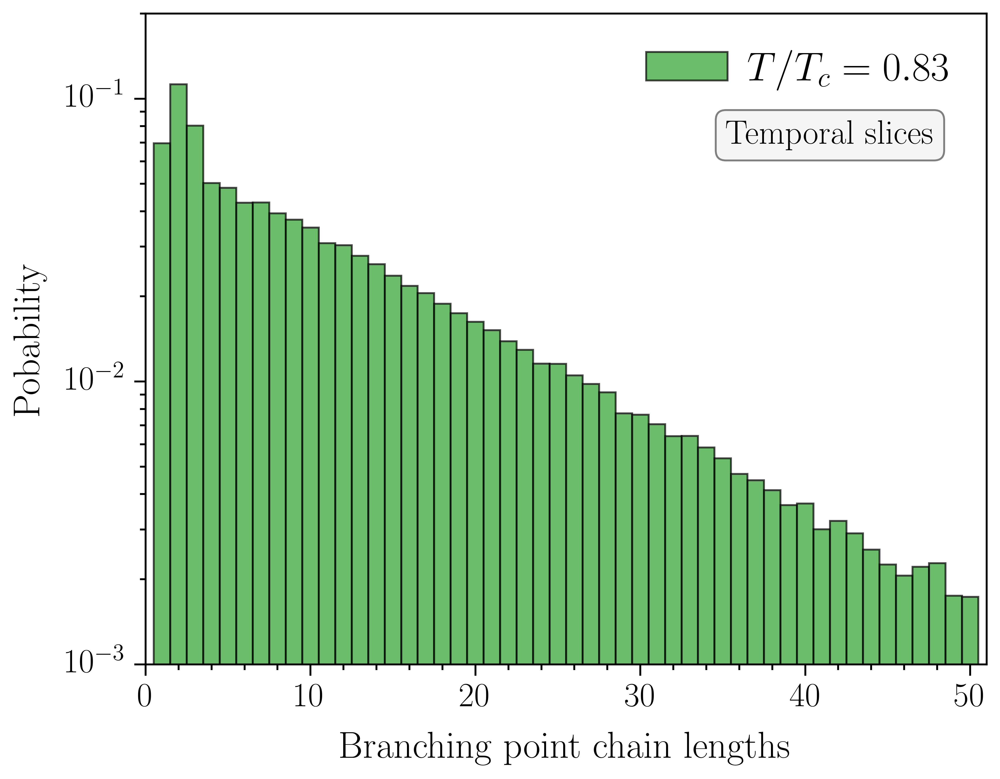 T/T_c = 0.83
Temporal slices
10^{-1}
10^{-2}
10^{-3}
Pobability
0 10 20 30 40 50
Branching point chain lengths